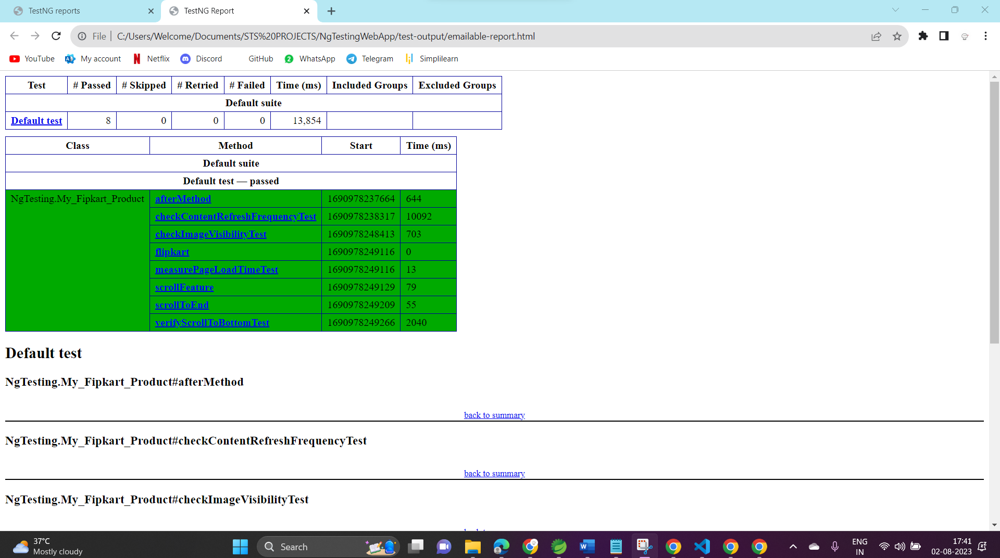 TestNG reports
TestNG Report
File
C:/Users/Welcome/Documents/STS%20PROJECTS/NgTestingWebApp/test-output/emailable-report.html
YouTube My account Netflix Discord GitHub 2 WhatsApp Telegram Simplilearn
Test # Passed # Skipped # Retried # Failed Time (ms) Included Groups Excluded Groups
Default suite
Default test 8 0 0 0 13,854
Class Method Start Time (ms)
Default suite
Default test — passed
NgTesting.My_Fipkart_Product afterMethod 1690978237664 644
checkContentRefreshFrequencyTest 1690978238317 10092
checkImageVisibilityTest 1690978248413 703
flipkart 1690978249116 0
measurePageLoadTimeTest 1690978249116 13
scrollFeature 1690978249129 79
scrollToEnd 1690978249209 55
verifyScrollToBottomTest 1690978249266 2040
Default test
NgTesting.My_Fipkart_Product#afterMethod
back to summary
NgTesting.My_Fipkart_Product#checkContentRefreshFrequencyTest
back to summary
NgTesting.My_Fipkart_Product#checkImageVisibilityTest
37°C
Mostly cloudy
Search
ENG
IN
17:41
02-08-2023